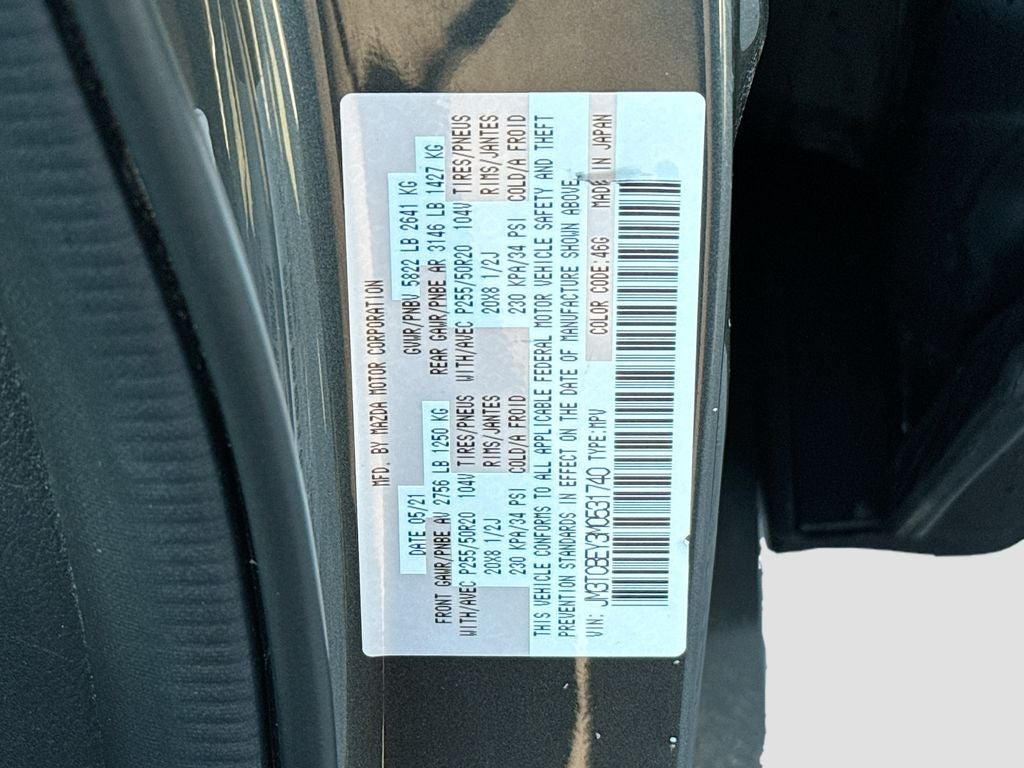 MFD. BY MAZDA MOTOR CORPORATION
DATE 05/21 GVWR/PNBV 5822 LB 2641 KG
FRONT GAWR/PNBE AV 2756 LB 1250 KG REAR GAWR/PNBE AR 3146 LB 1427 KG
WITH/AVEC P255/50R20 104V TIRES/PNEUS WITH/AVEC P255/50R20 104V TIRES/PNEUS
20X8 1/2J RIMS/JANTES 20X8 1/2J RIMS/JANTES
230 KPA/34 PSI COLD/A FROID 230 KPA/34 PSI COLD/A FROID
THIS VEHICLE CONFORMS TO ALL APPLICABLE FEDERAL MOTOR VEHICLE SAFETY AND THEFT
PREVENTION STANDARDS IN EFFECT ON THE DATE OF MANUFACTURE SHOWN ABOVE.
VIN: JM3TCBEY3M0531740 TYPE:MPV COLOR CODE:46G MADE IN JAPAN